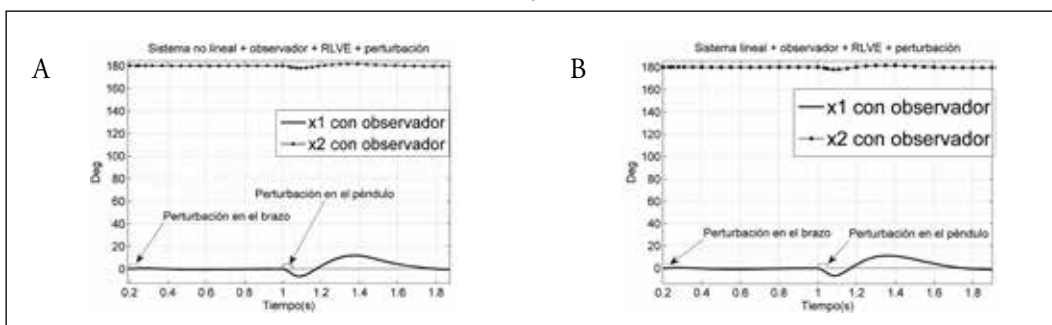 A
Sistema no lineal + observador + RLVE + perturbación
180
160
140
120
100
80
60
40
20
0
Deg
x1 con observador
x2 con observador
Perturbación en el péndulo
Perturbación en el brazo
0.2 0.4 0.6 0.8 1 1.2 1.4 1.6 1.8
Tiempo(s)
B
Sistema lineal + observador + RLVE + perturbación
180
160
140
120
100
80
60
40
20
0
Deg
x1 con observador
x2 con observador
Perturbación en el brazo
Perturbación en el péndulo
0.2 0.4 0.6 0.8 1 1.2 1.4 1.6 1.8
Tiempo(s)